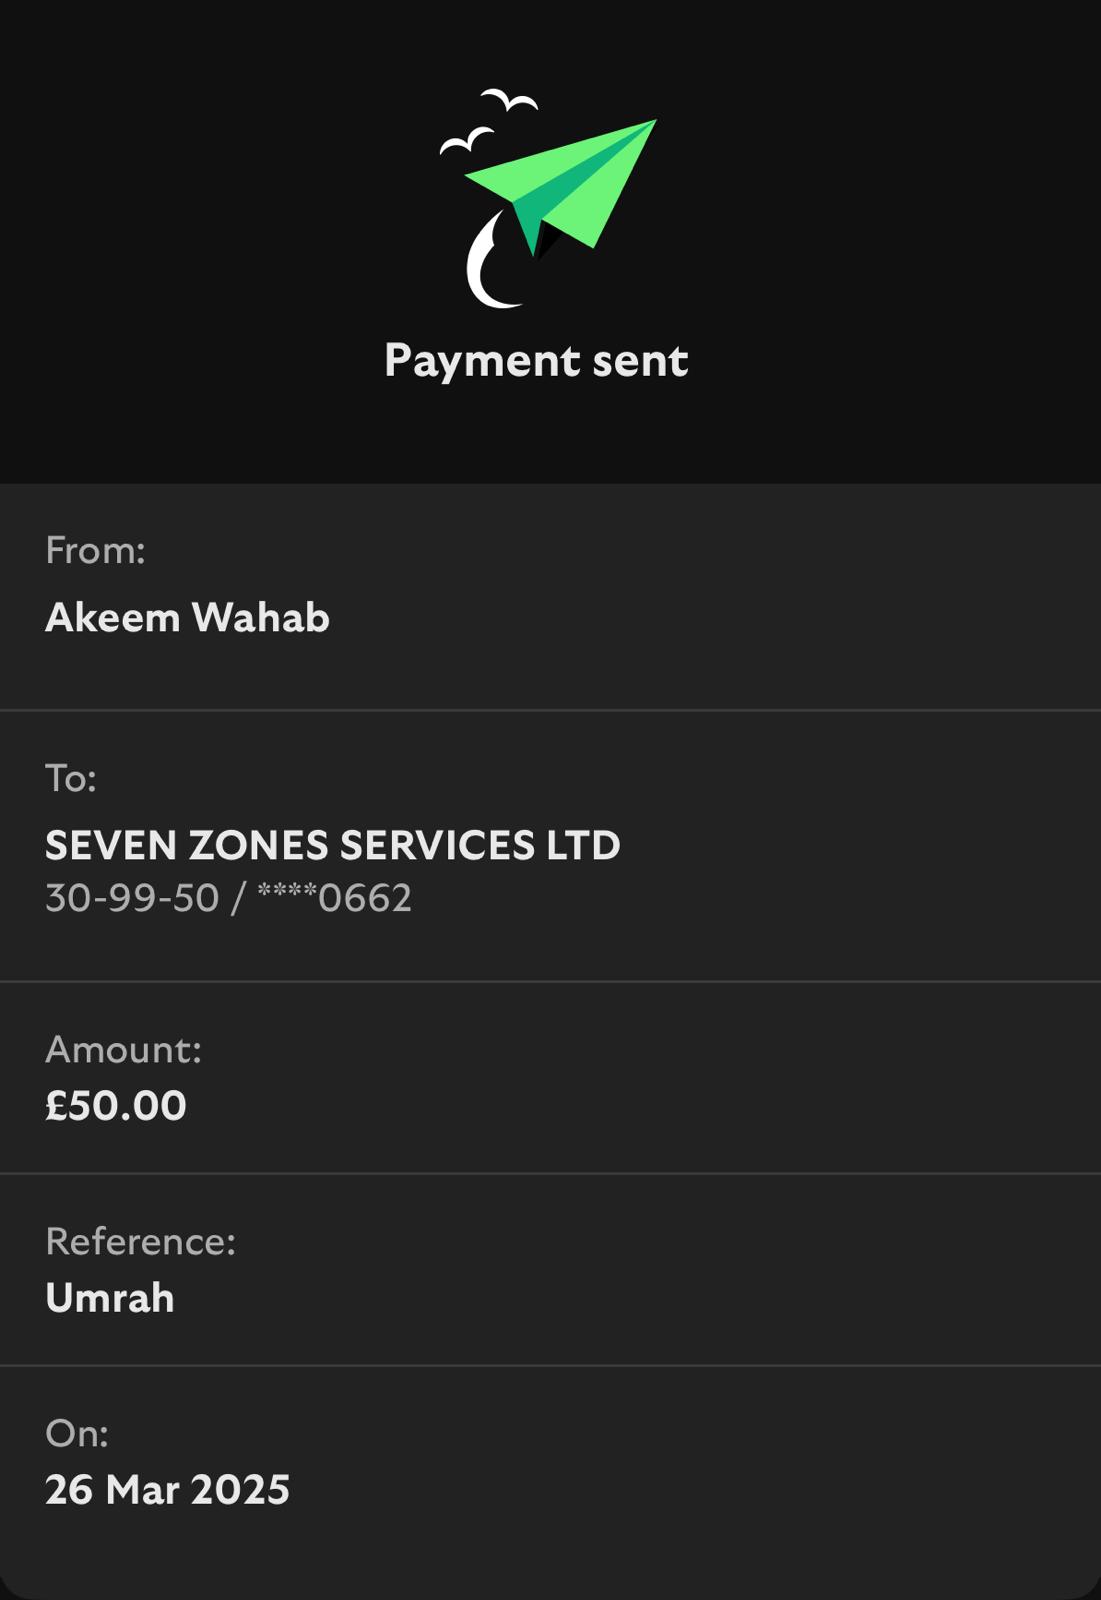 Payment sent
From:
Akeem Wahab
To:
SEVEN ZONES SERVICES LTD
30-99-50 / ****0662
Amount:
£50.00
Reference:
Umrah
On:
26 Mar 2025